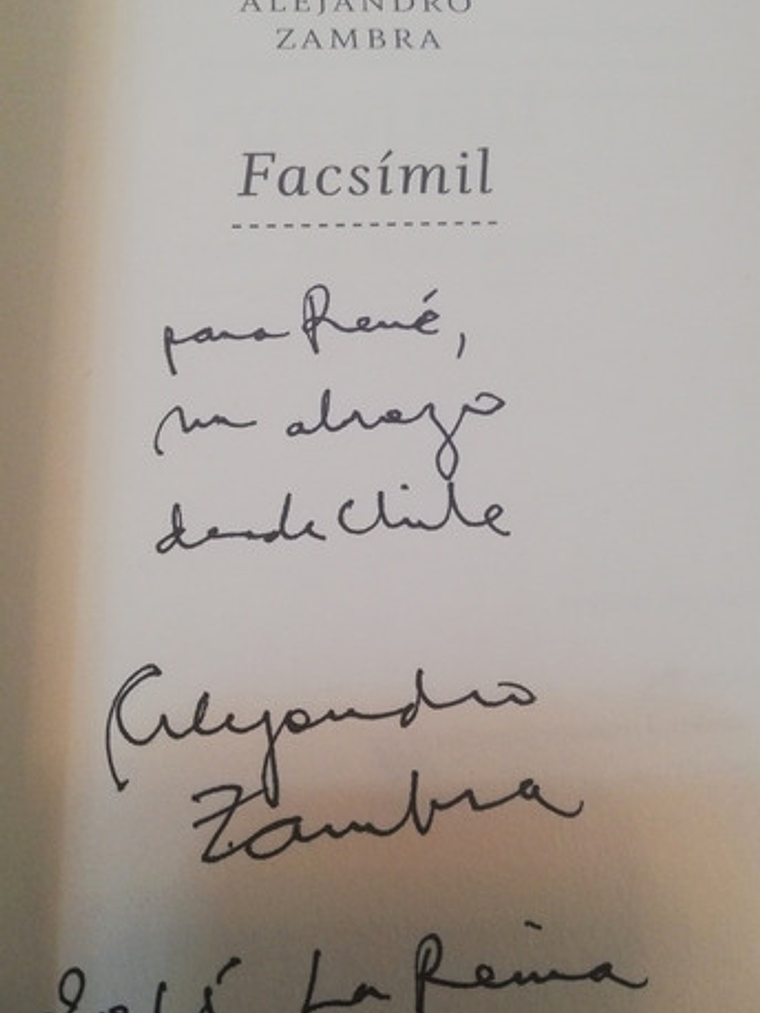 ALEJANDRO
ZAMBRA
Facsímil
para René,
un abrazo
desde Chile
Alejandro
Zambra
La Reina